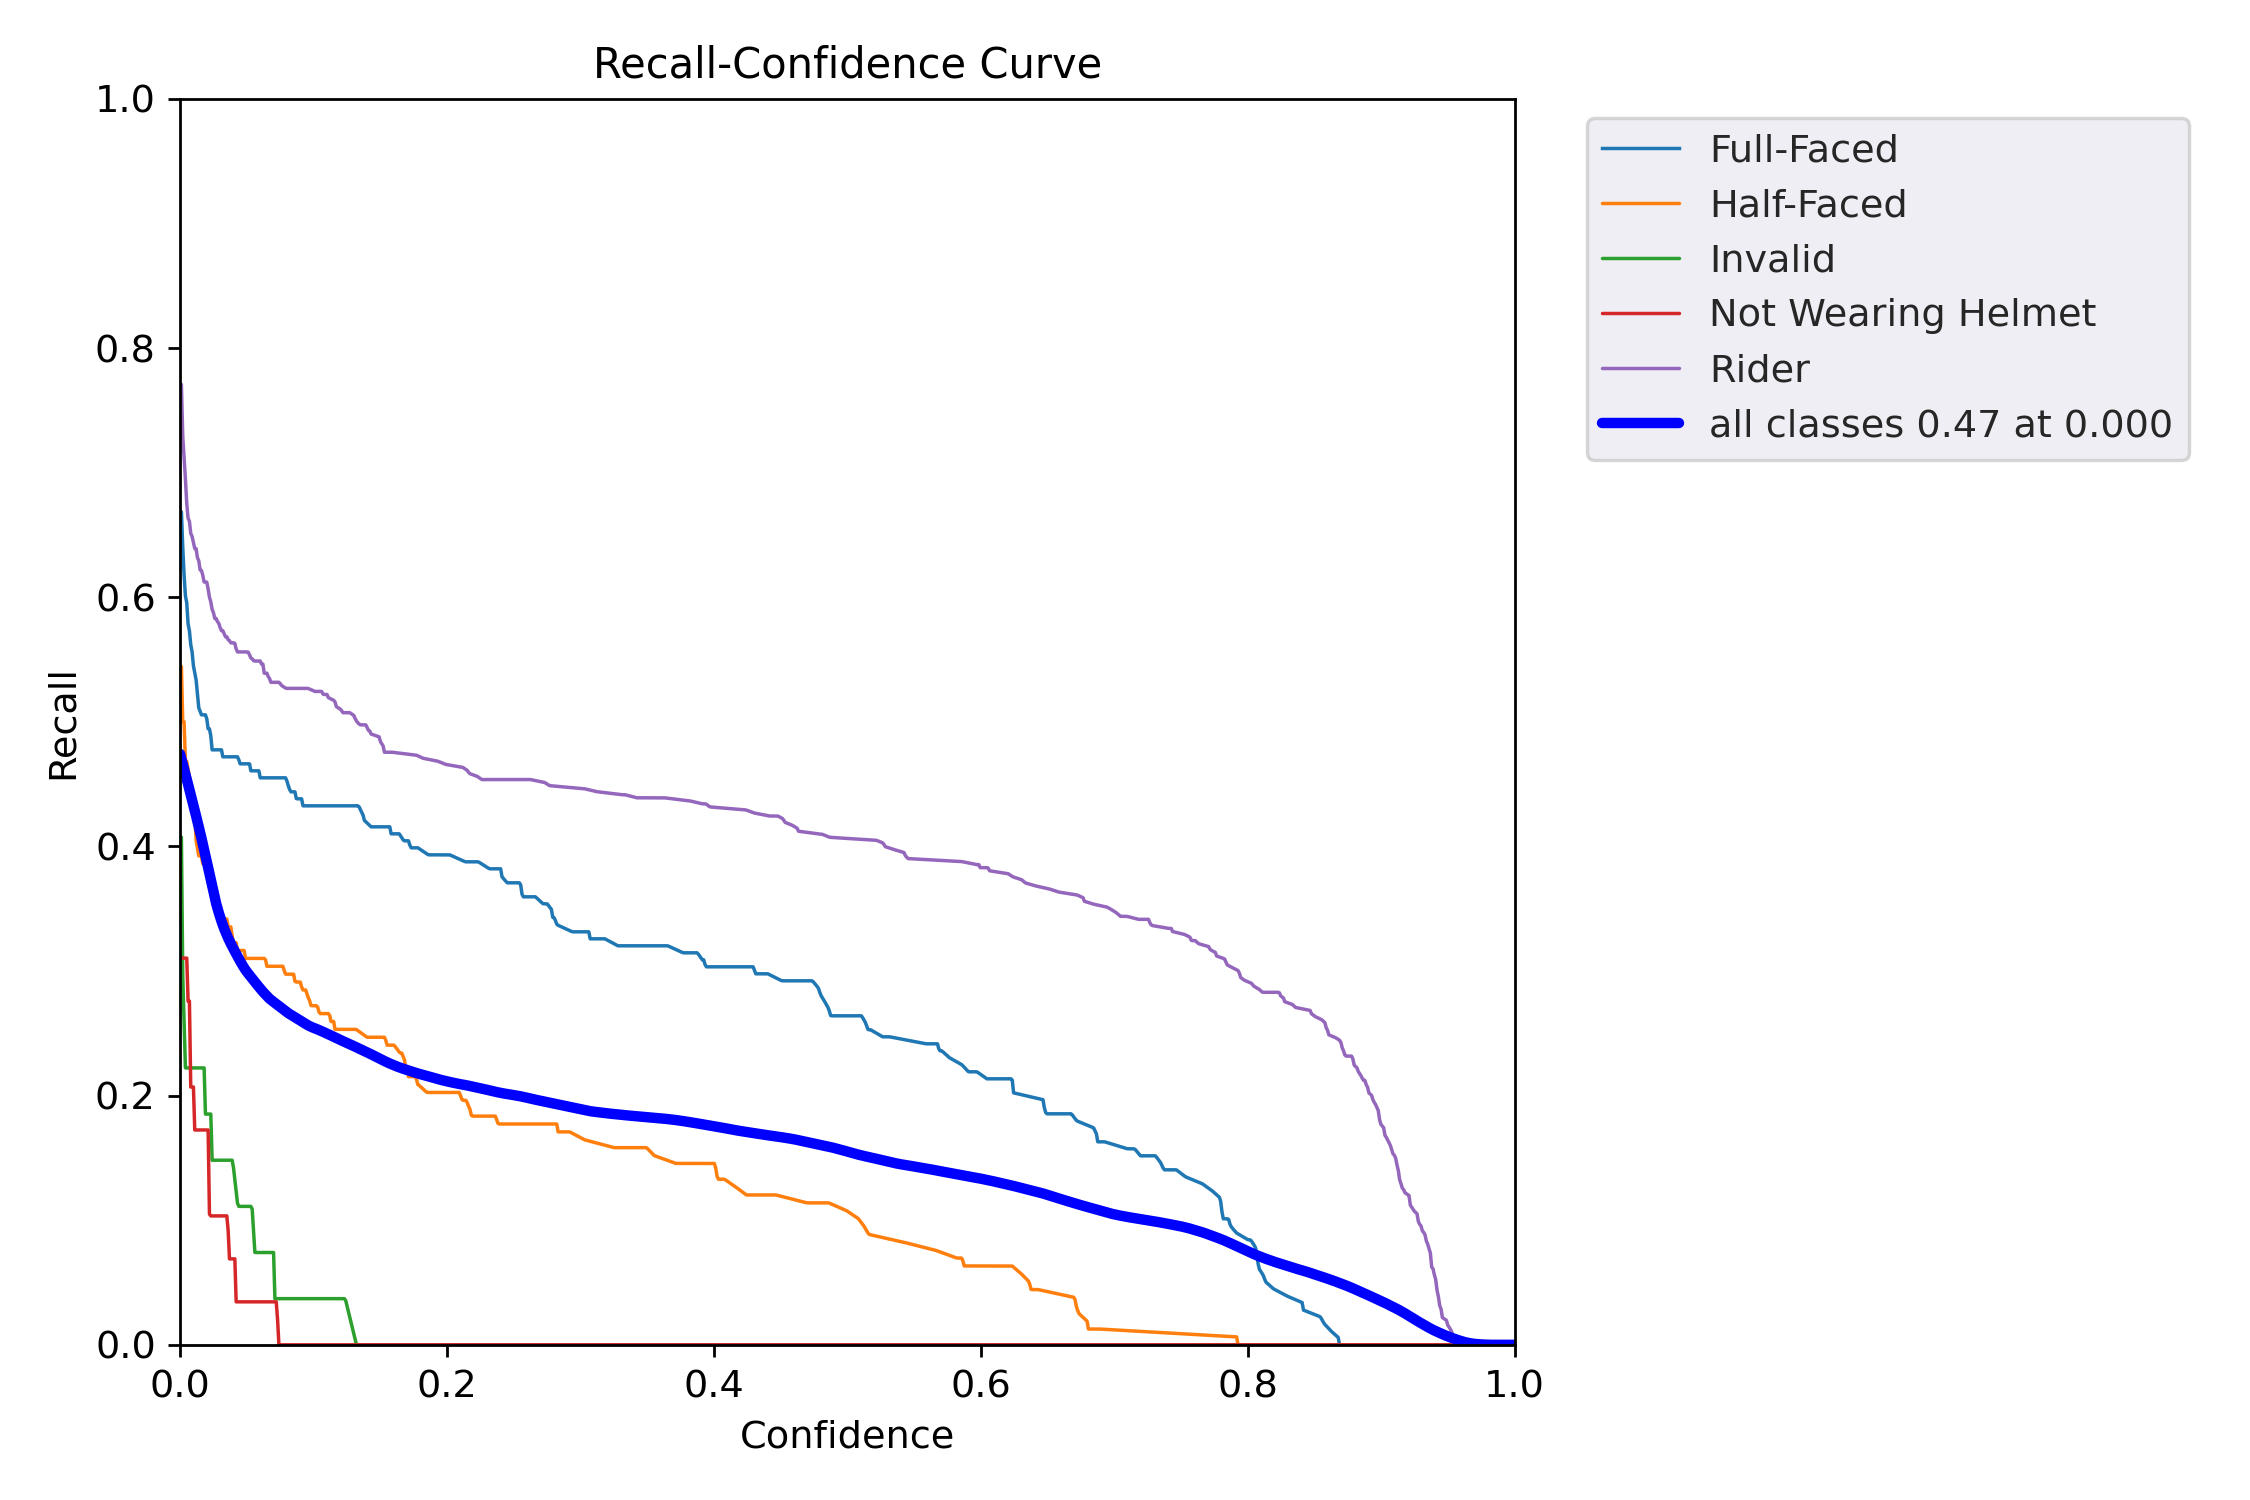 Recall-Confidence Curve
1.0
0.8
0.6
0.4
0.2
0.0
Recall
0.0 0.2 0.4 0.6 0.8 1.0
Confidence
Full-Faced
Half-Faced
Invalid
Not Wearing Helmet
Rider
all classes 0.47 at 0.000